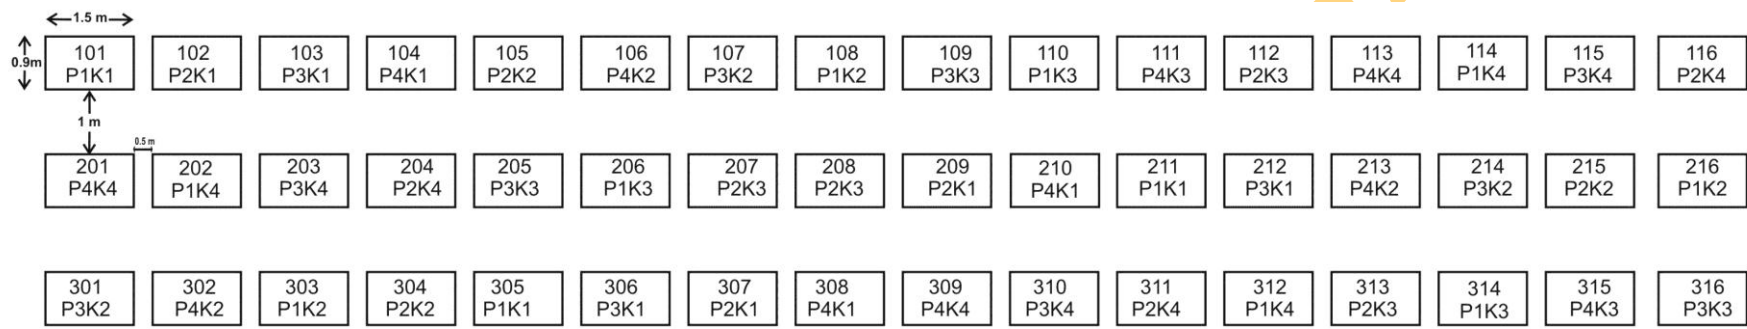 1.5 m
0.9m
101 102 103 104 105 106 107 108 109 110 111 112 113 114 115 116
P1K1 P2K1 P3K1 P4K1 P2K2 P4K2 P3K2 P1K2 P3K3 P1K3 P4K3 P2K3 P4K4 P1K4 P3K4 P2K4
1 m
0.5 m
201 202 203 204 205 206 207 208 209 210 211 212 213 214 215 216
P4K4 P1K4 P3K4 P2K4 P3K3 P1K3 P2K3 P2K3 P2K1 P4K1 P1K1 P3K1 P4K2 P3K2 P2K2 P1K2
301 302 303 304 305 306 307 308 309 310 311 312 313 314 315 316
P3K2 P4K2 P1K2 P2K2 P1K1 P3K1 P2K1 P4K1 P4K4 P3K4 P2K4 P1K4 P2K3 P1K3 P4K3 P3K3